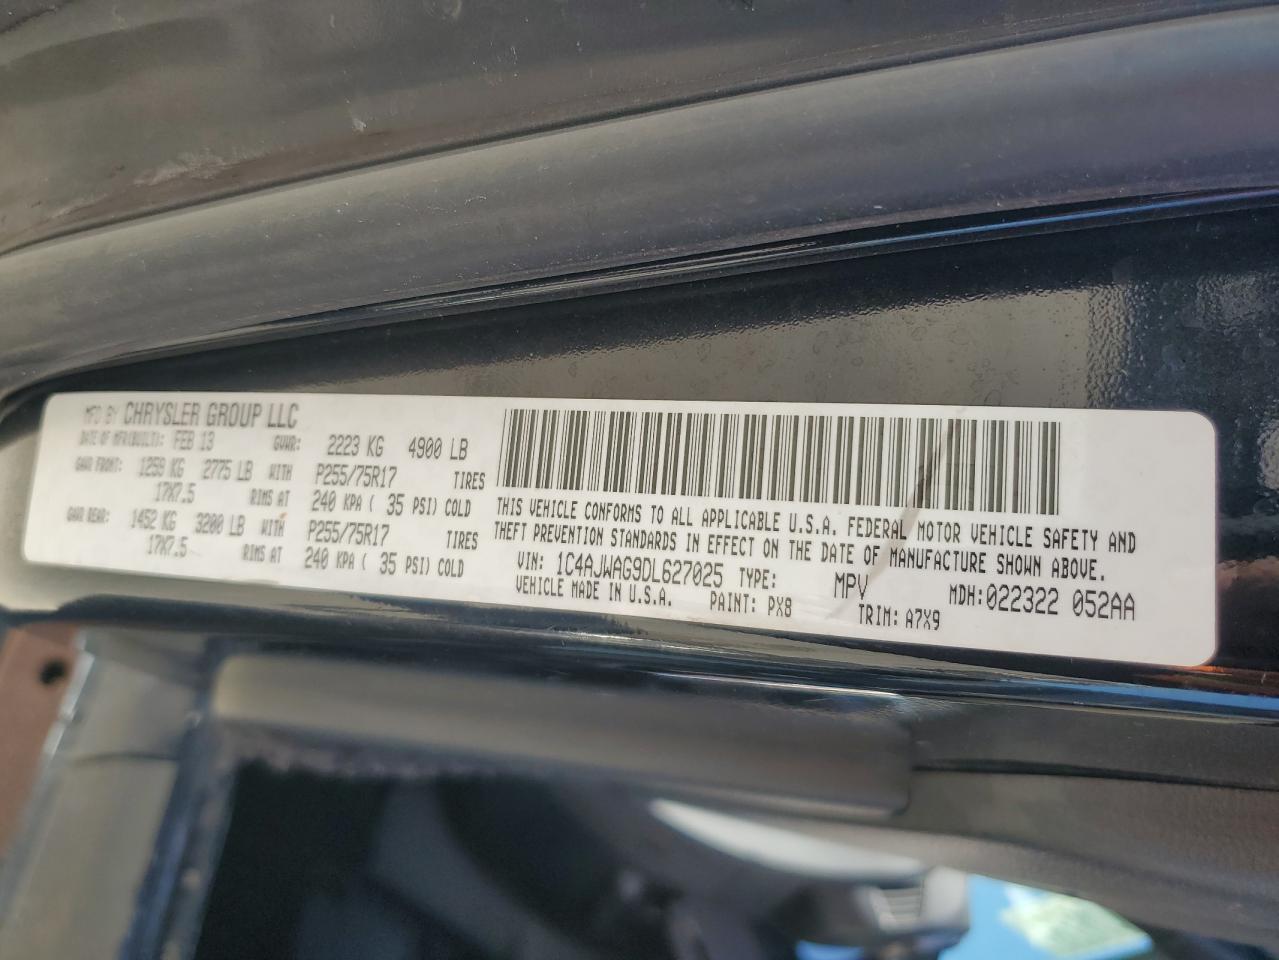 MFD BY CHRYSLER GROUP LLC
DATE OF MFR(BUILT): FEB 13 GVWR: 2223 KG 4900 LB
GAWR FRONT: 1259 KG 2775 LB WITH P255/75R17 TIRES
17X7.5 RIMS AT 240 KPA ( 35 PSI) COLD
GAWR REAR: 1452 KG 3200 LB WITH P255/75R17 TIRES
17X7.5 RIMS AT 240 KPA ( 35 PSI) COLD
THIS VEHICLE CONFORMS TO ALL APPLICABLE U.S.A. FEDERAL MOTOR VEHICLE SAFETY AND
THEFT PREVENTION STANDARDS IN EFFECT ON THE DATE OF MANUFACTURE SHOWN ABOVE.
VIN: 1C4AJWAG9DL627025 TYPE: MPV MDH:022322 052AA
VEHICLE MADE IN U.S.A. PAINT: PX8 TRIM: A7X9